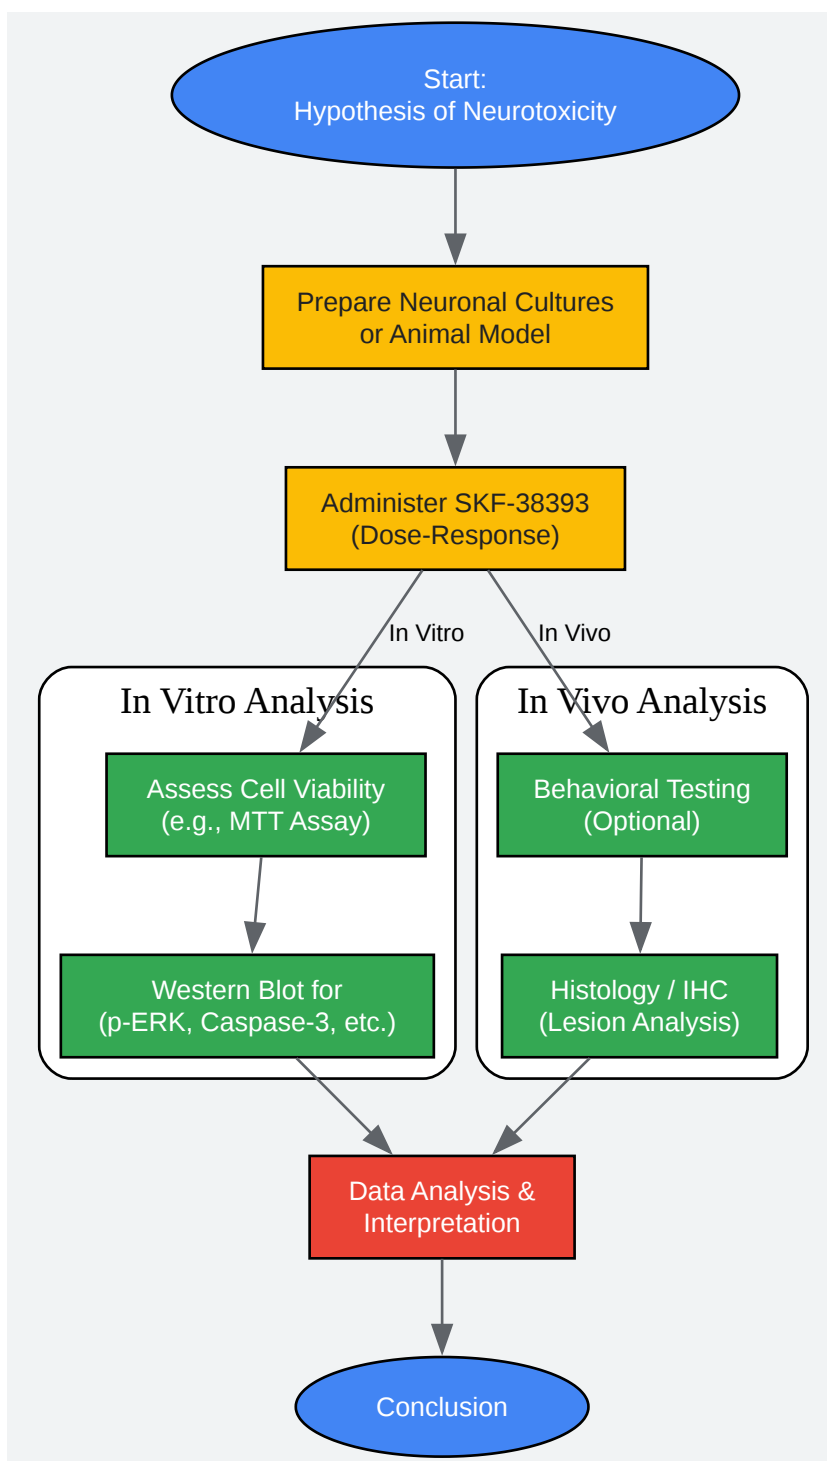 Start:
Hypothesis of Neurotoxicity
Prepare Neuronal Cultures
or Animal Model
Administer SKF-38393
(Dose-Response)
In Vitro
In Vivo
In Vitro Analysis
Assess Cell Viability
(e.g., MTT Assay)
Western Blot for
(p-ERK, Caspase-3, etc.)
In Vivo Analysis
Behavioral Testing
(Optional)
Histology / IHC
(Lesion Analysis)
Data Analysis &
Interpretation
Conclusion